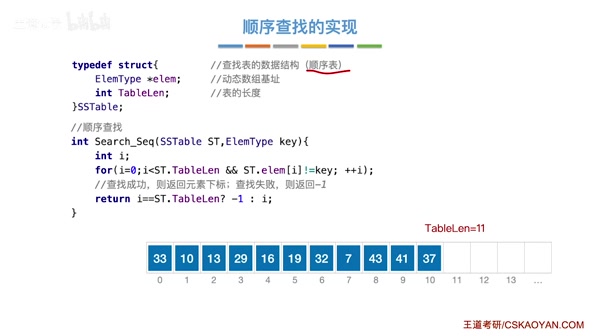 顺序查找的实现
typedef struct{ //查找表的数据结构（顺序表）
ElemType *elem; //动态数组基址
int TableLen; //表的长度
}SSTable;
//顺序查找
int Search_Seq(SSTable ST,ElemType key){
int i;
for(i=0;i<ST.TableLen && ST.elem[i]!=key; ++i);
//查找成功，则返回元素下标；查找失败，则返回-1
return i==ST.TableLen? -1 : i;
}
TableLen=11
33 10 13 29 16 19 32 7 43 41 37
0 1 2 3 4 5 6 7 8 9 10 11 12 13 …
王道考研/CSKAOYAN.COM